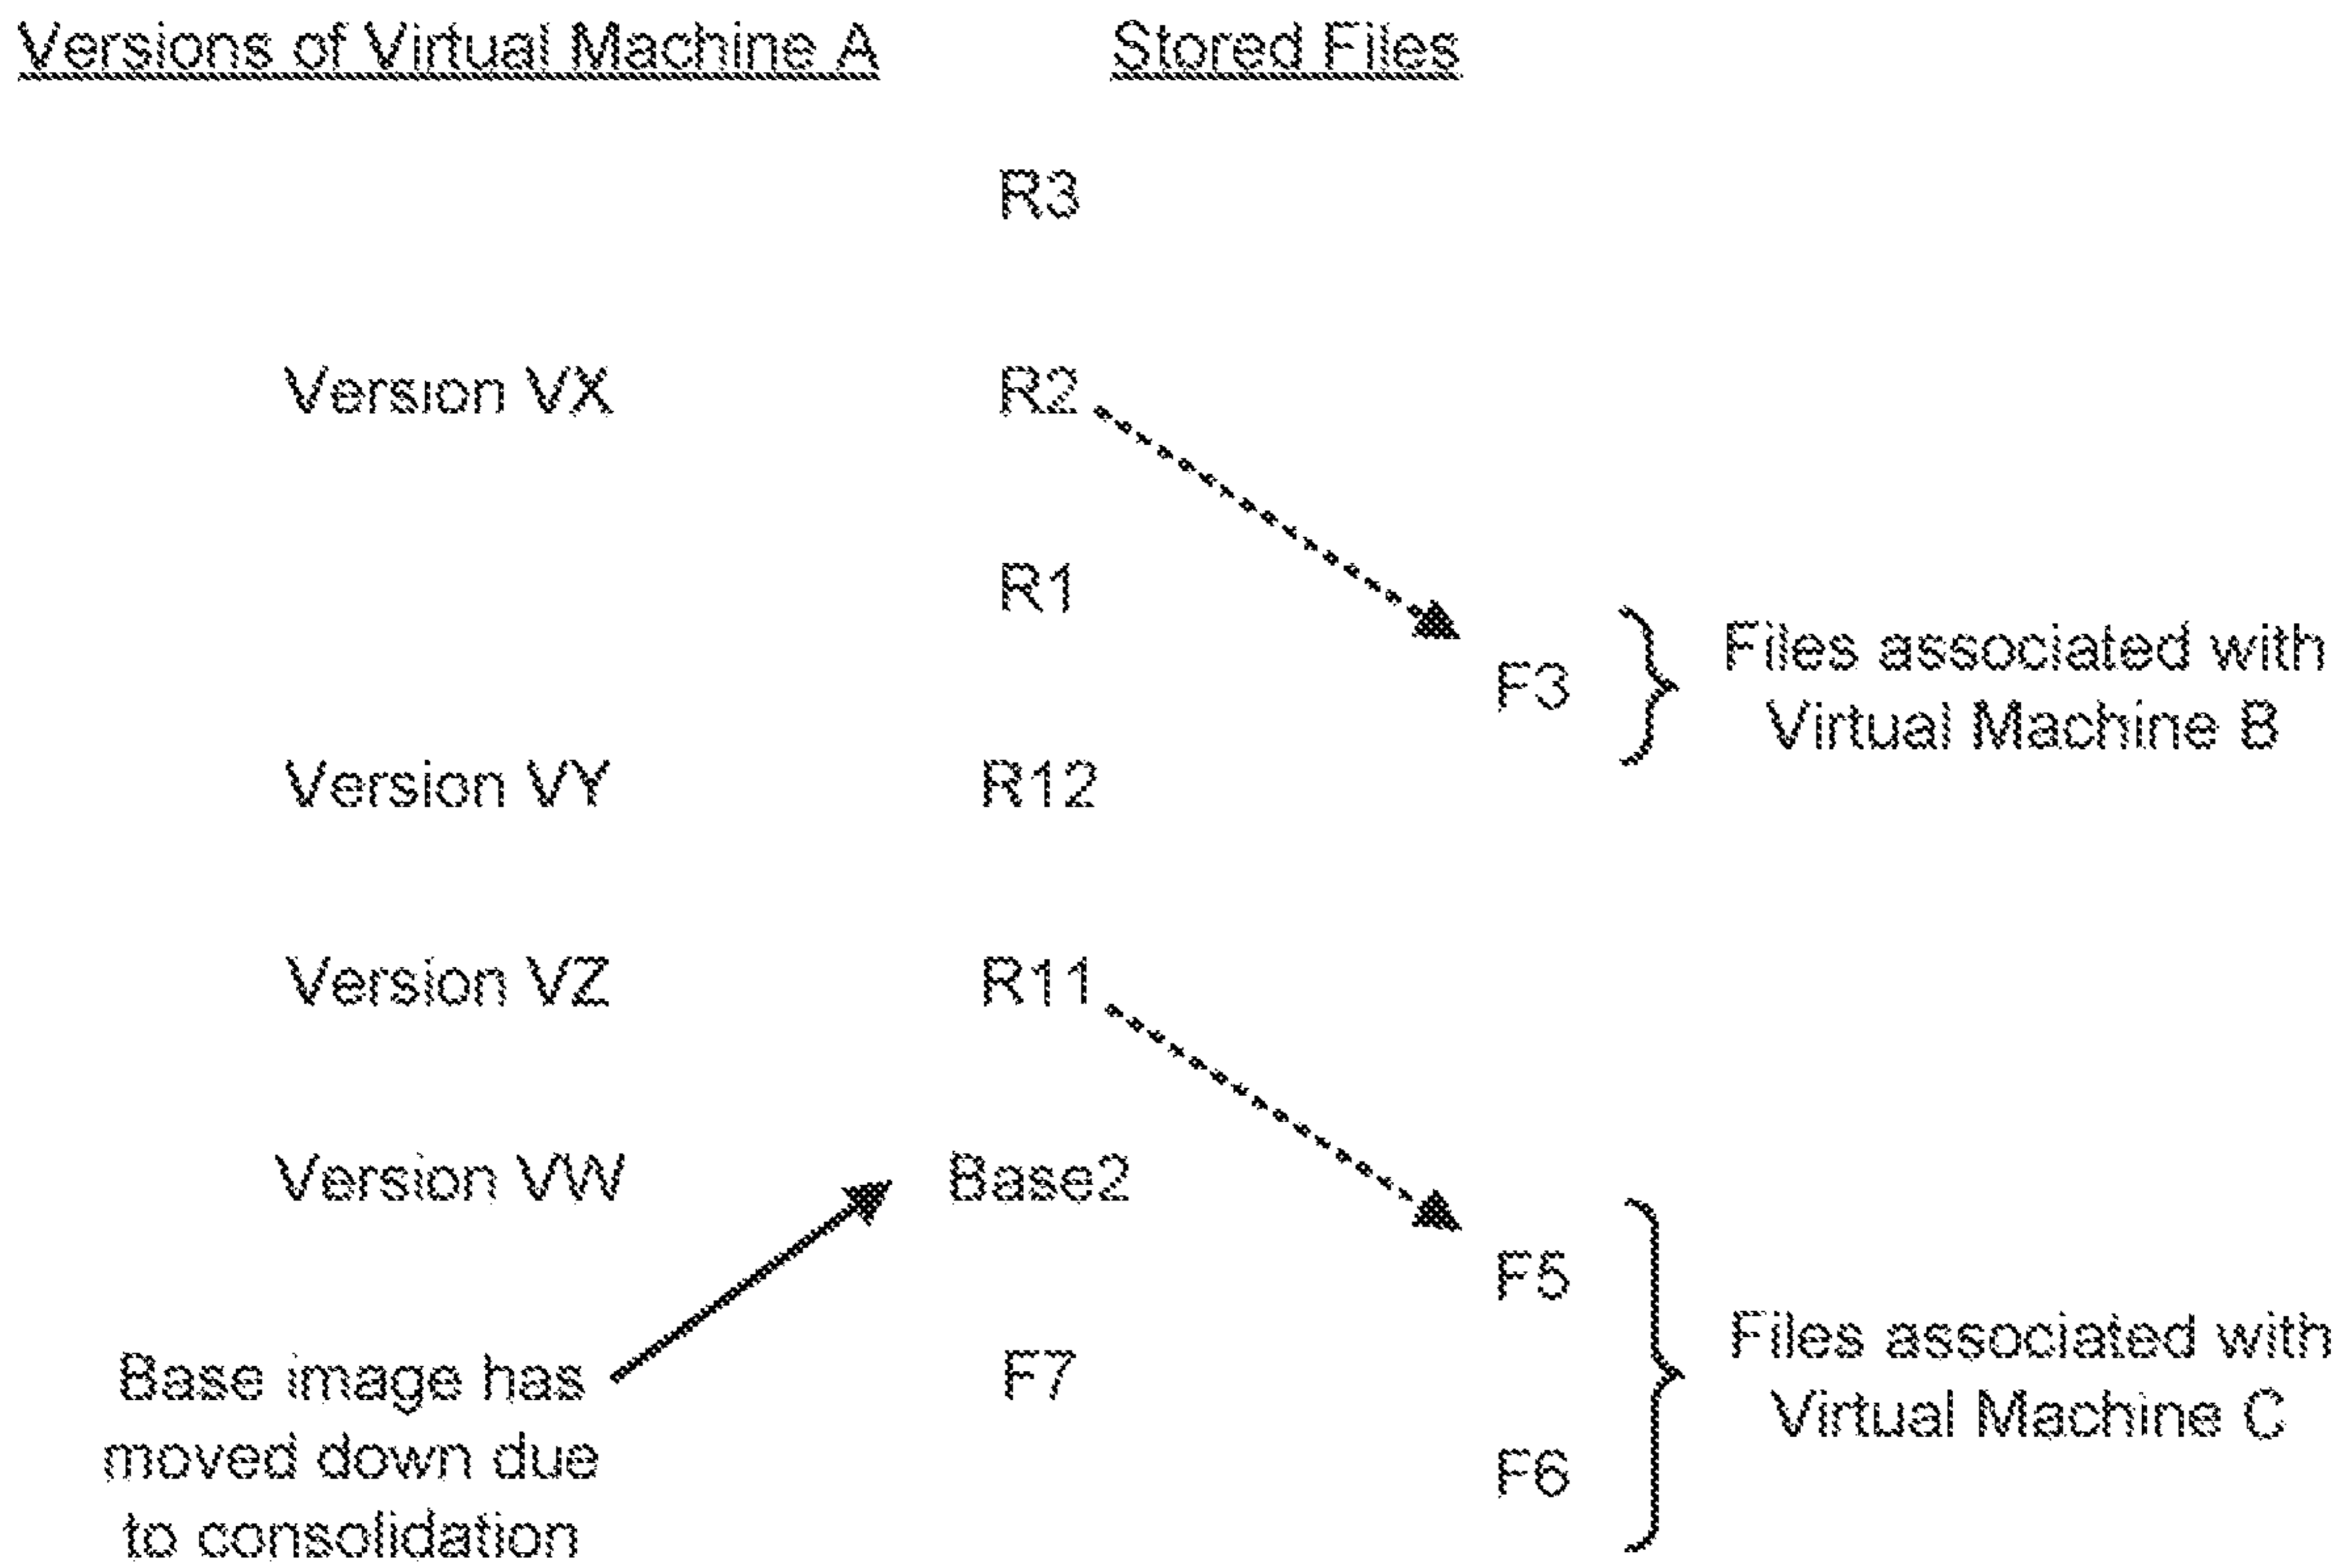 Versions of Virtual Machine A Stored Files
R3
Version VX R2
R1
Files associated with
Virtual Machine B
F3
Version VY R12
Version VZ R11
Version VW Base2
F5
Files associated with
Virtual Machine C
Base image has
moved down due
to consolidation
F7
F6